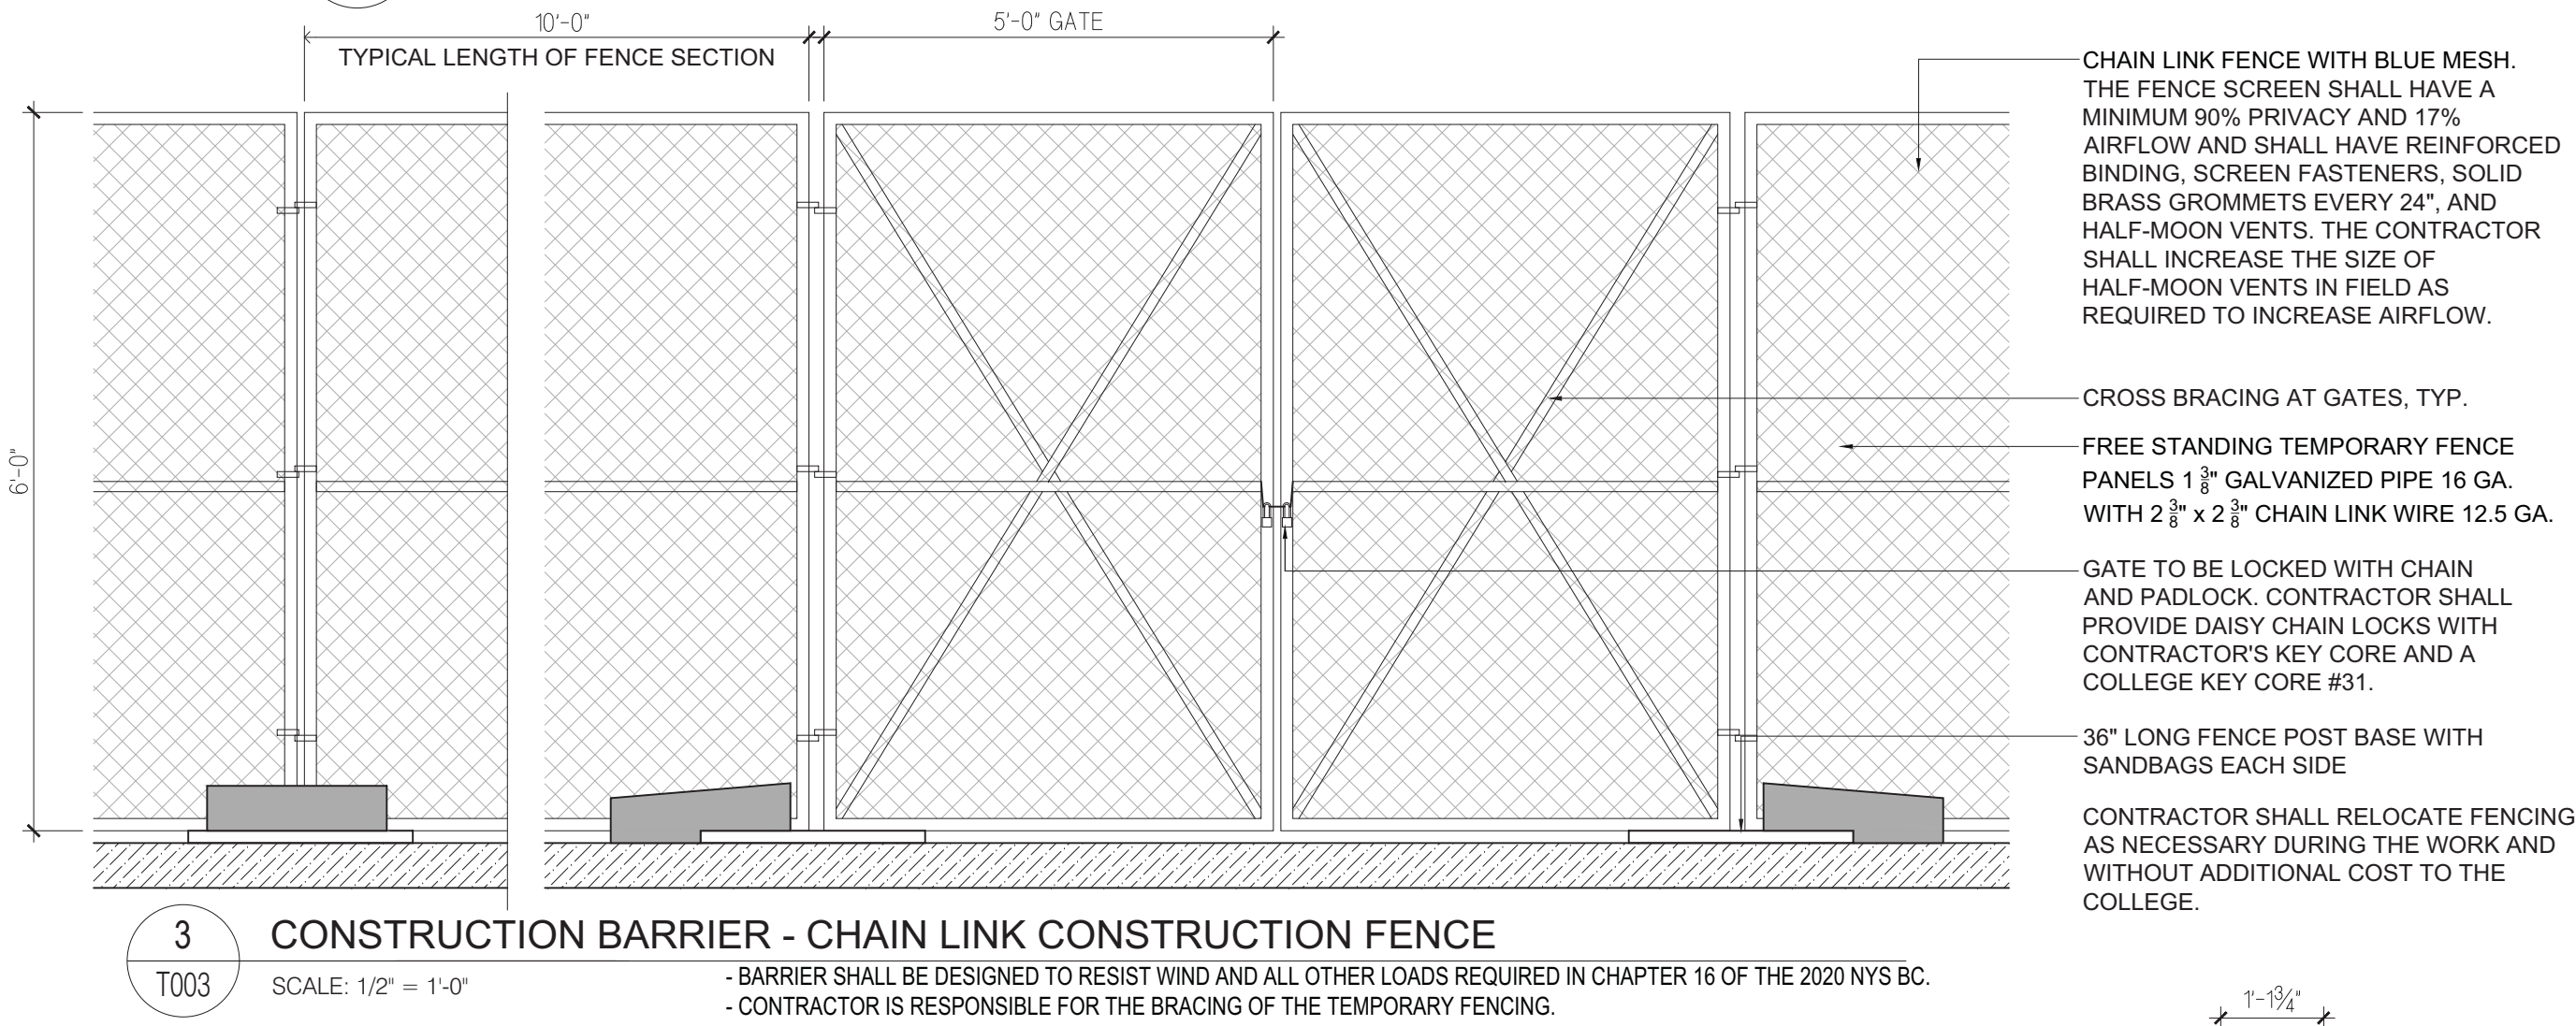 10'-0"
5'-0" GATE
TYPICAL LENGTH OF FENCE SECTION
6'-0"
CHAIN LINK FENCE WITH BLUE MESH.
THE FENCE SCREEN SHALL HAVE A
MINIMUM 90% PRIVACY AND 17%
AIRFLOW AND SHALL HAVE REINFORCED
BINDING, SCREEN FASTENERS, SOLID
BRASS GROMMETS EVERY 24", AND
HALF-MOON VENTS. THE CONTRACTOR
SHALL INCREASE THE SIZE OF
HALF-MOON VENTS IN FIELD AS
REQUIRED TO INCREASE AIRFLOW.
CROSS BRACING AT GATES, TYP.
FREE STANDING TEMPORARY FENCE
PANELS 1 3/8" GALVANIZED PIPE 16 GA.
WITH 2 3/8" x 2 3/8" CHAIN LINK WIRE 12.5 GA.
GATE TO BE LOCKED WITH CHAIN
AND PADLOCK. CONTRACTOR SHALL
PROVIDE DAISY CHAIN LOCKS WITH
CONTRACTOR'S KEY CORE AND A
COLLEGE KEY CORE #31.
36" LONG FENCE POST BASE WITH
SANDBAGS EACH SIDE
CONTRACTOR SHALL RELOCATE FENCING
AS NECESSARY DURING THE WORK AND
WITHOUT ADDITIONAL COST TO THE
COLLEGE.
3
T003
CONSTRUCTION BARRIER - CHAIN LINK CONSTRUCTION FENCE
SCALE: 1/2" = 1'-0"
- BARRIER SHALL BE DESIGNED TO RESIST WIND AND ALL OTHER LOADS REQUIRED IN CHAPTER 16 OF THE 2020 NYS BC.
- CONTRACTOR IS RESPONSIBLE FOR THE BRACING OF THE TEMPORARY FENCING.
1'-1 3/4"